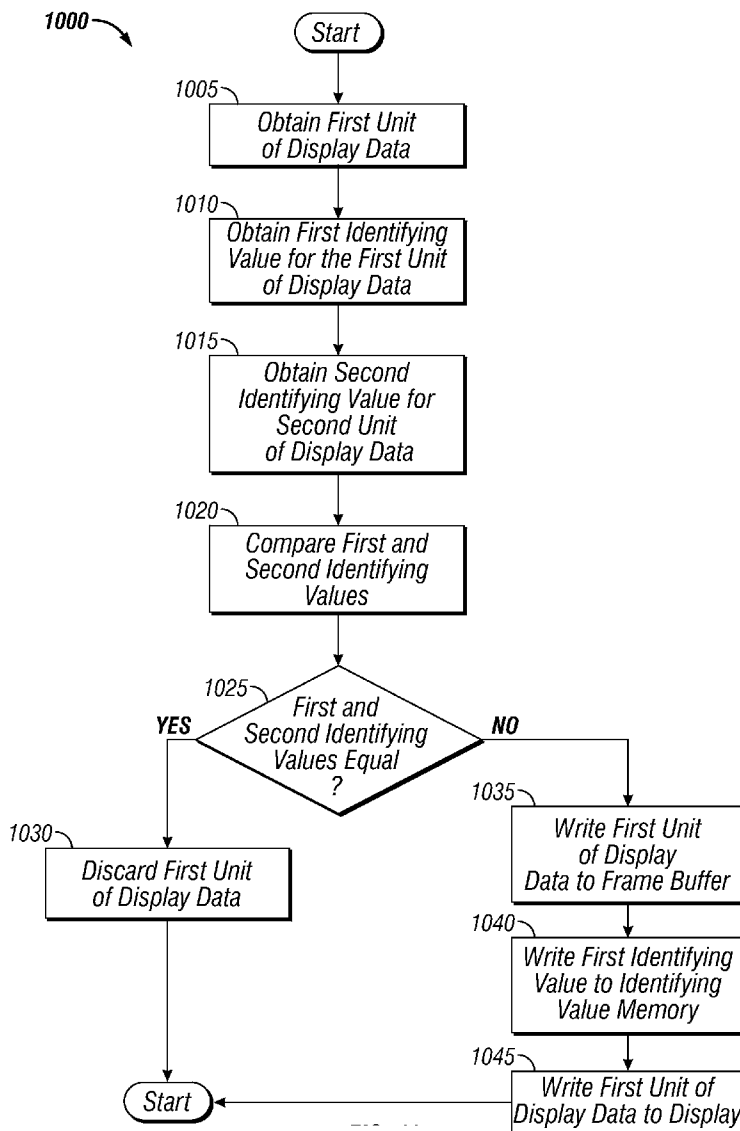 1000
Start
1005
Obtain First Unit
of Display Data
1010
Obtain First Identifying
Value for the First Unit
of Display Data
1015
Obtain Second
Identifying Value for
Second Unit
of Display Data
1020
Compare First and
Second Identifying
Values
1025
First and
Second Identifying
Values Equal
?
YES
NO
1030
Discard First Unit
of Display Data
1035
Write First Unit
of Display
Data to Frame Buffer
1040
Write First Identifying
Value to Identifying
Value Memory
1045
Write First Unit of
Display Data to Display
Start